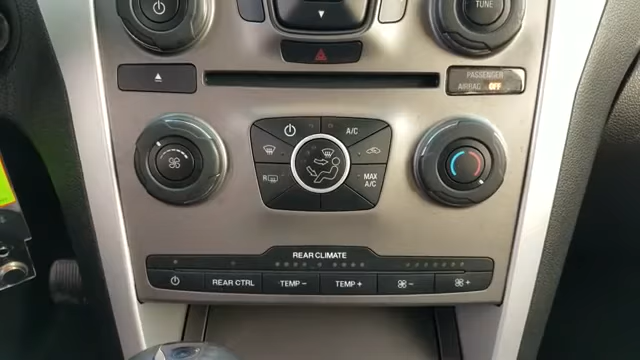 TUNE
PASSENGER
AIRBAG OFF
A/C
R
MAX
A/C
REAR CLIMATE
REAR CTRL TEMP - TEMP + - +